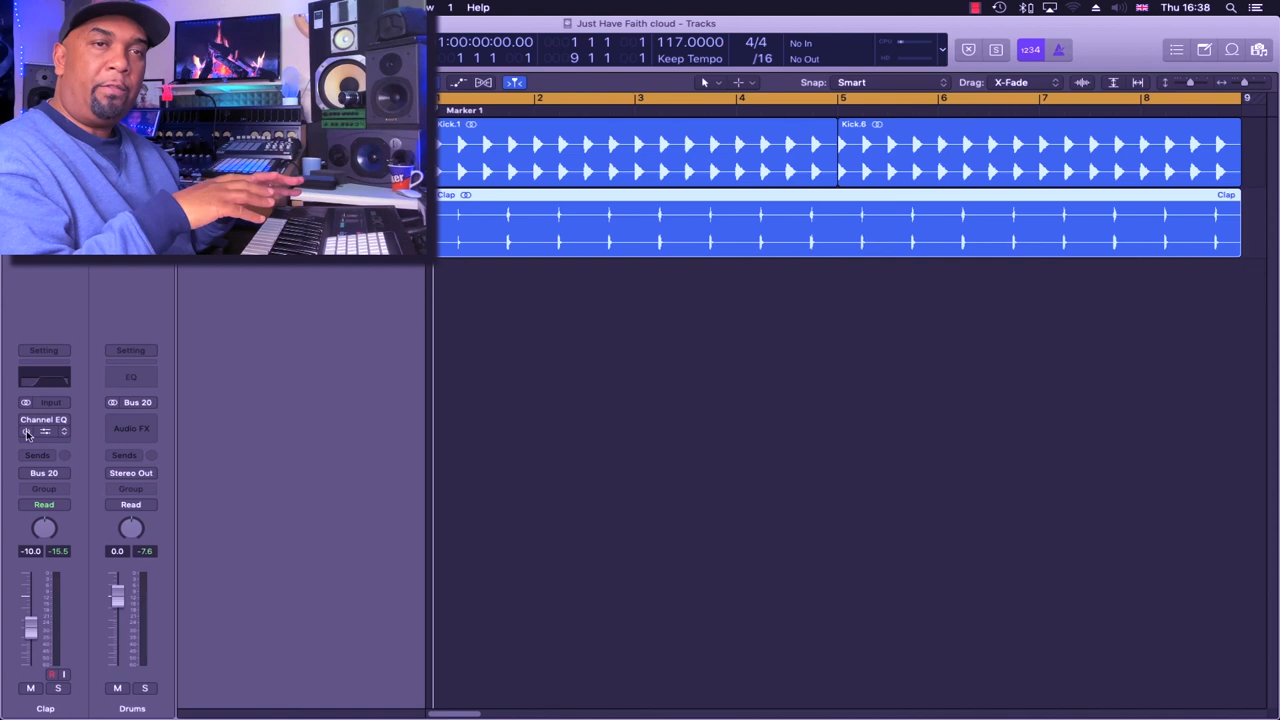 w 1 Help
Thu 16:38
Just Have Faith cloud - Tracks
1:00:00:00.00
1 1 1
117.0000
4/4
No In
1 1 1 1
9 1 1
Keep Tempo
/16
No Out
1234
Snap: Smart
Drag: X-Fade
2 3 4 5 6 7 8 9
Marker 1
Kick.1
Kick.6
Clap
Clap
Setting
Setting
EQ
Input
Bus 20
Channel EQ
Audio FX
Sends
Sends
Bus 20
Stereo Out
Group
Group
Read
Read
-10.0 -15.5
0.0 -7.6
R I
M S
M S
Clap
Drums